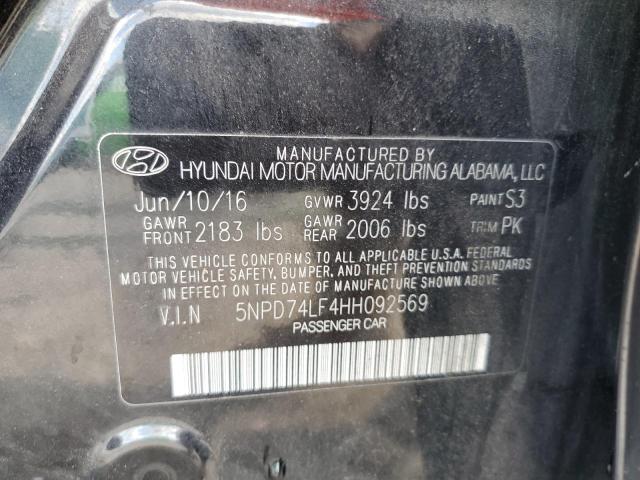 MANUFACTURED BY
HYUNDAI MOTOR MANUFACTURING ALABAMA, LLC
Jun/10/16 GVWR 3924 lbs PAINT S3
GAWR FRONT 2183 lbs GAWR REAR 2006 lbs TRIM PK
THIS VEHICLE CONFORMS TO ALL APPLICABLE U.S.A. FEDERAL
MOTOR VEHICLE SAFETY, BUMPER, AND THEFT PREVENTION STANDARDS
IN EFFECT ON THE DATE OF MANUFACTURE SHOWN ABOVE.
V.I.N 5NPD74LF4HH092569
PASSENGER CAR